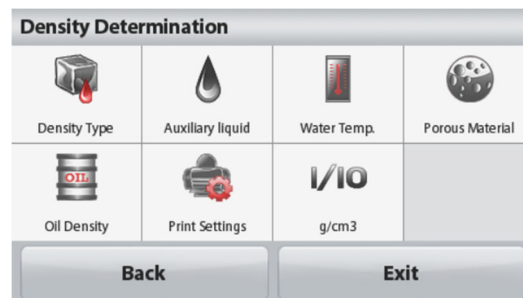 Density Determination
Density Type
Auxiliary liquid
Water Temp.
Porous Material
OIL
I/IO
Oil Density
Print Settings
g/cm3
Back
Exit